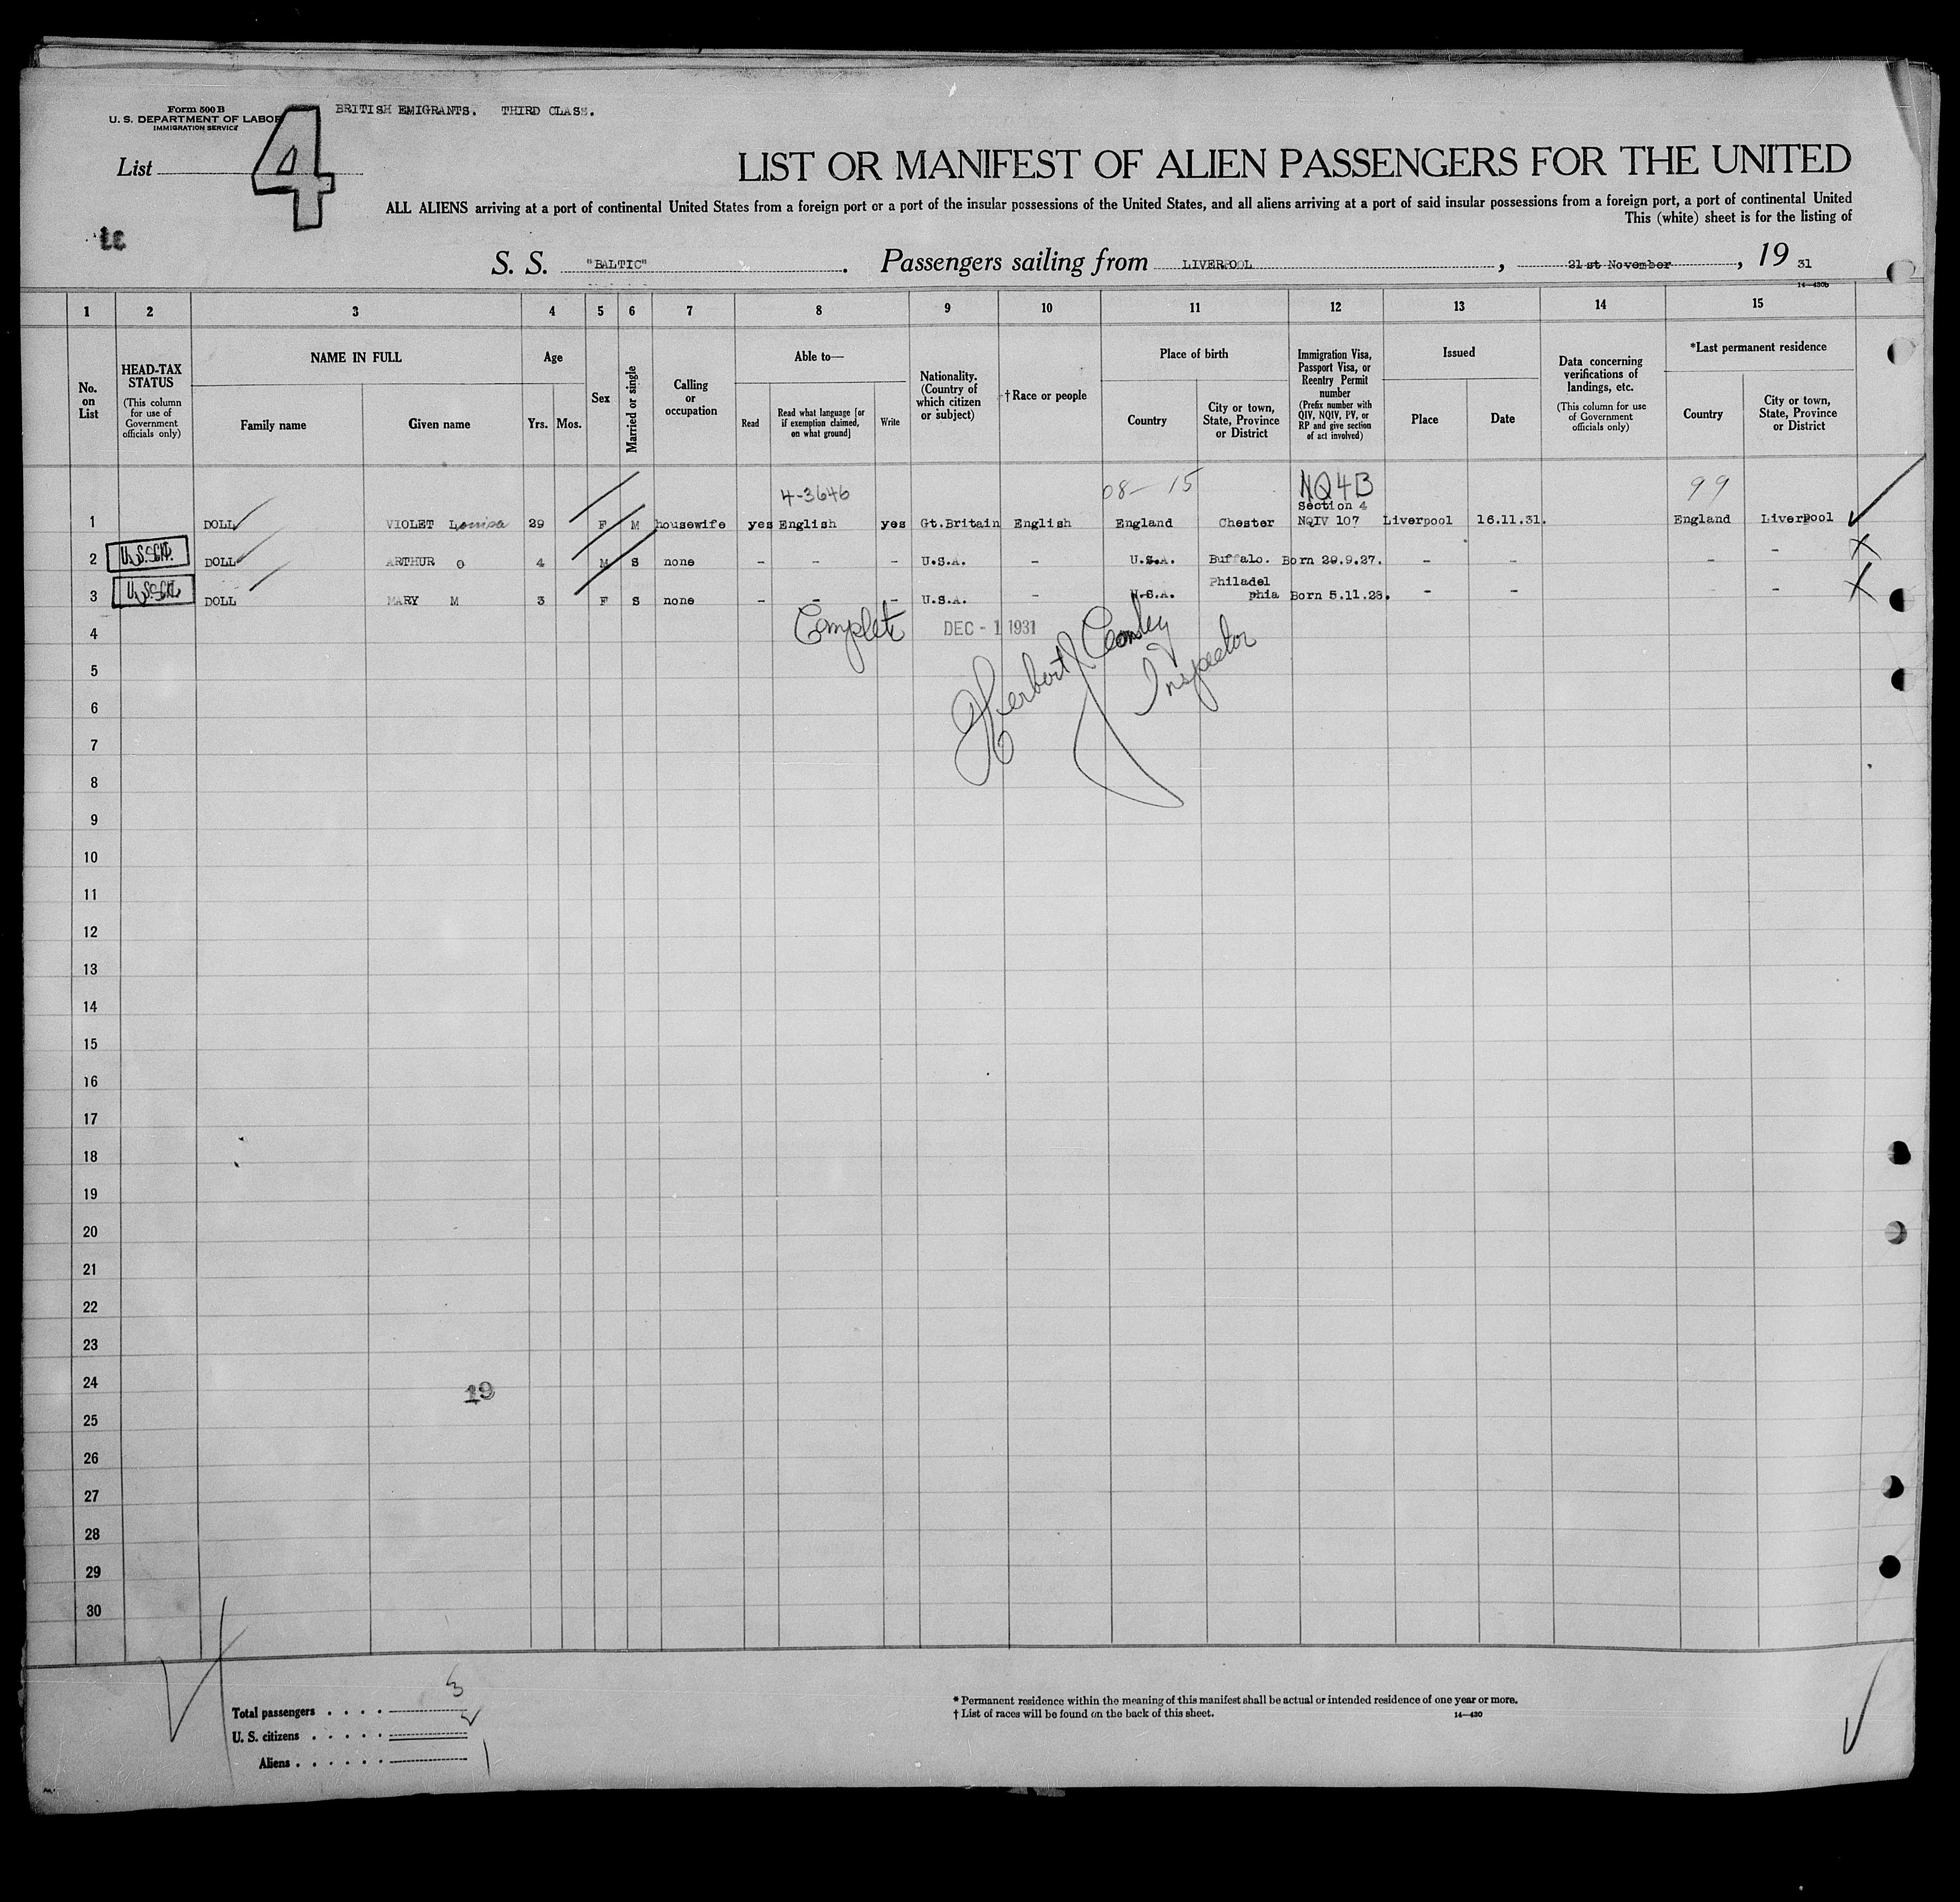 Form 500 B
U. S. DEPARTMENT OF LABOR
IMMIGRATION SERVICE
BRITISH EMIGRANTS. THIRD CLASS.
List 4
LIST OR MANIFEST OF ALIEN PASSENGERS FOR THE UNITED
ALL ALIENS arriving at a port of continental United States from a foreign port or a port of the insular possessions of the United States, and all aliens arriving at a port of said insular possessions from a foreign port, a port of continental United
This (white) sheet is for the listing of
S. S. "BALTIC". Passengers sailing from LIVERPOOL, 21st November, 19 31
14-430b
1 2 3 4 5 6 7 8 9 10 11 12 13 14 15
No. on List
HEAD-TAX STATUS
(This column for use of Government officials only)
NAME IN FULL
Family name
Given name
Age
Yrs.
Mos.
Sex
Married or single
Calling or occupation
Able to—
Read
Read what language [or if exemption claimed, on what ground]
Write
Nationality. (Country of which citizen or subject)
†Race or people
Place of birth
Country
City or town, State, Province or District
Immigration Visa, Passport Visa, or Reentry Permit number
(Prefix number with QIV, NQIV, PV, or RP and give section of act involved)
Issued
Place
Date
Data concerning verifications of landings, etc.
(This column for use of Government officials only)
*Last permanent residence
Country
City or town, State, Province or District
4-3646 08- 15 NQ4B 99
Section 4
1 DOLL VIOLET Louisa 29 F M housewife yes English yes Gt.Britain English England Chester NQIV 107 Liverpool 16.11.31. England Liverpool
2 DOLL ARTHUR O 4 M S none - - - U.S.A. - U.S.A. Buffalo. Born 29.9.27. - - - -
Philadel
3 DOLL MARY M 3 F S none - - - U.S.A. - U.S.A. phia Born 5.11.28. - - - -
4 DEC - 1 1931
5
Inspector
6
7
8
9
10
11
12
13
14
15
16
17
18
19
20
21
22
23
24
19
25
26
27
28
29
30
Total passengers . . . . 3
U. S. citizens . . . . .
Aliens . . . . . . 1
* Permanent residence within the meaning of this manifest shall be actual or intended residence of one year or more.
† List of races will be found on the back of this sheet.
14—430